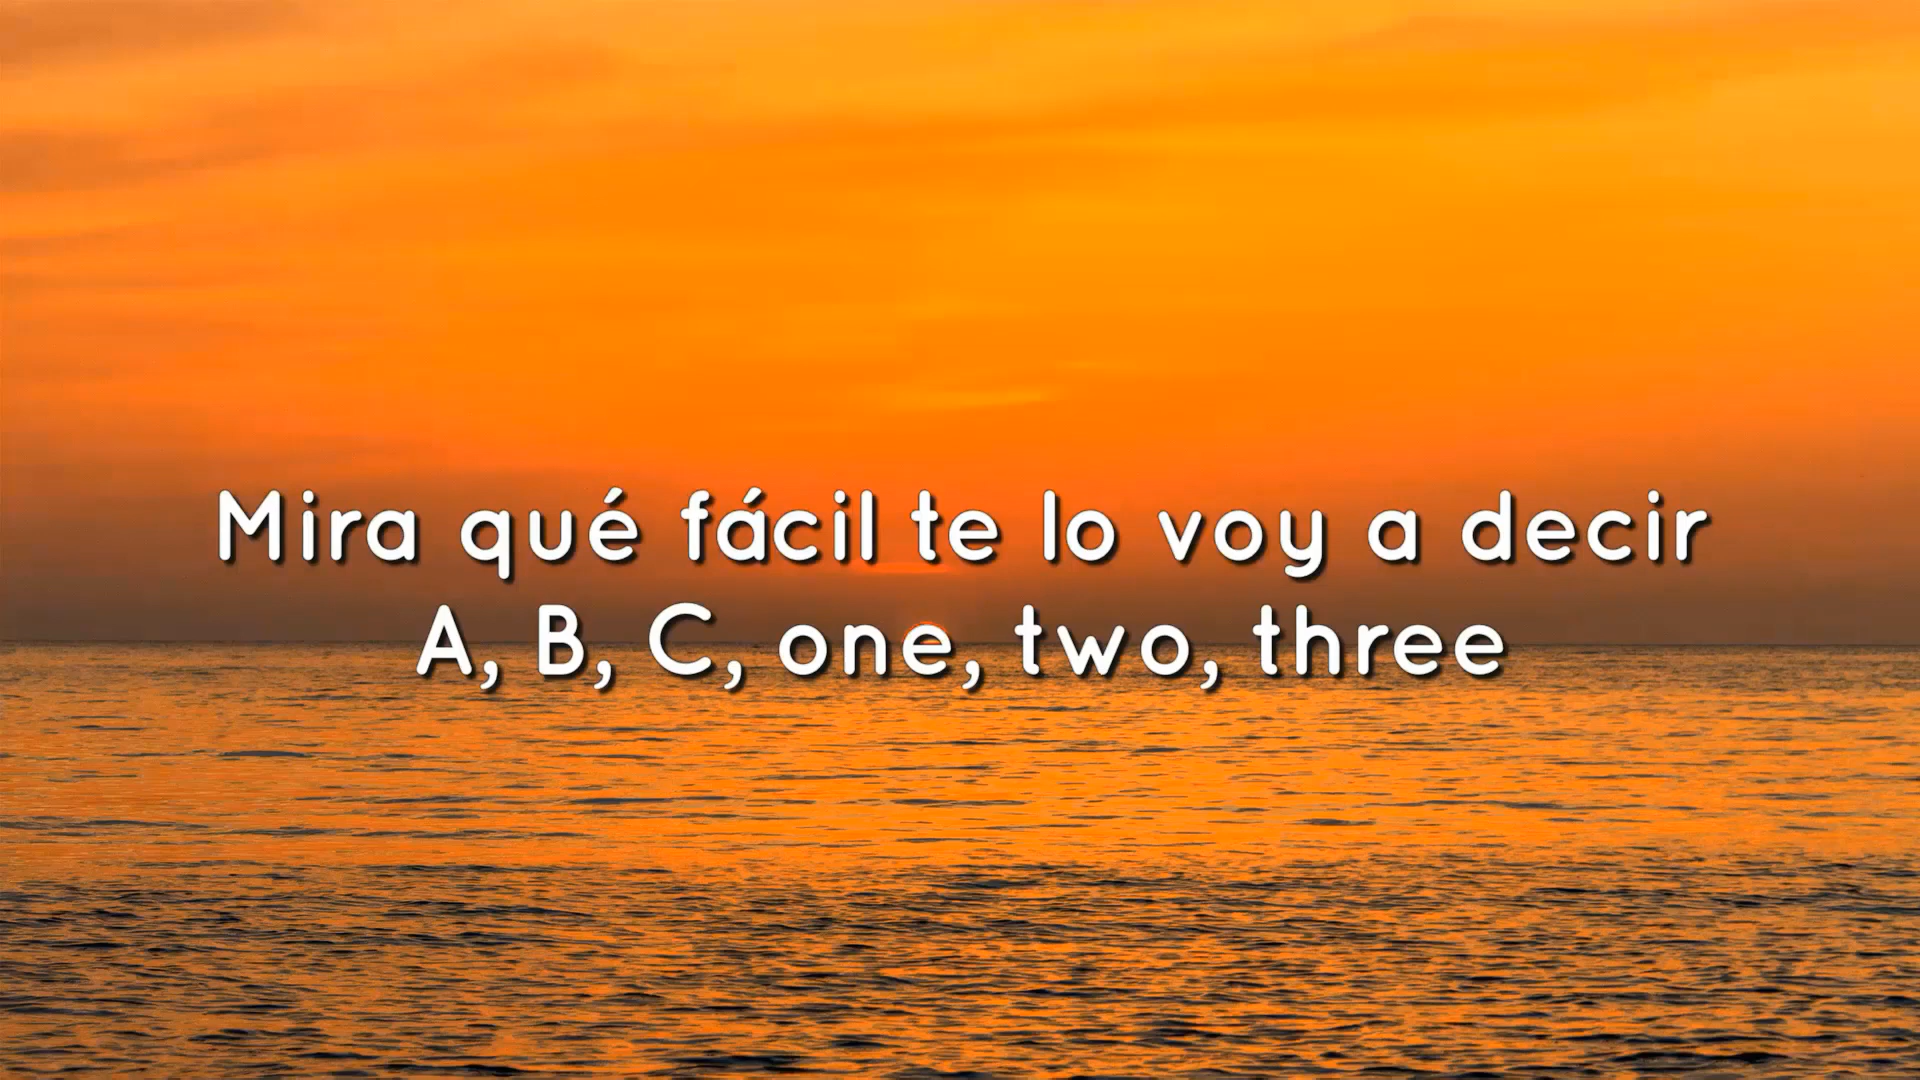 Mira qué fácil te lo voy a decir
A, B, C, one, two, three